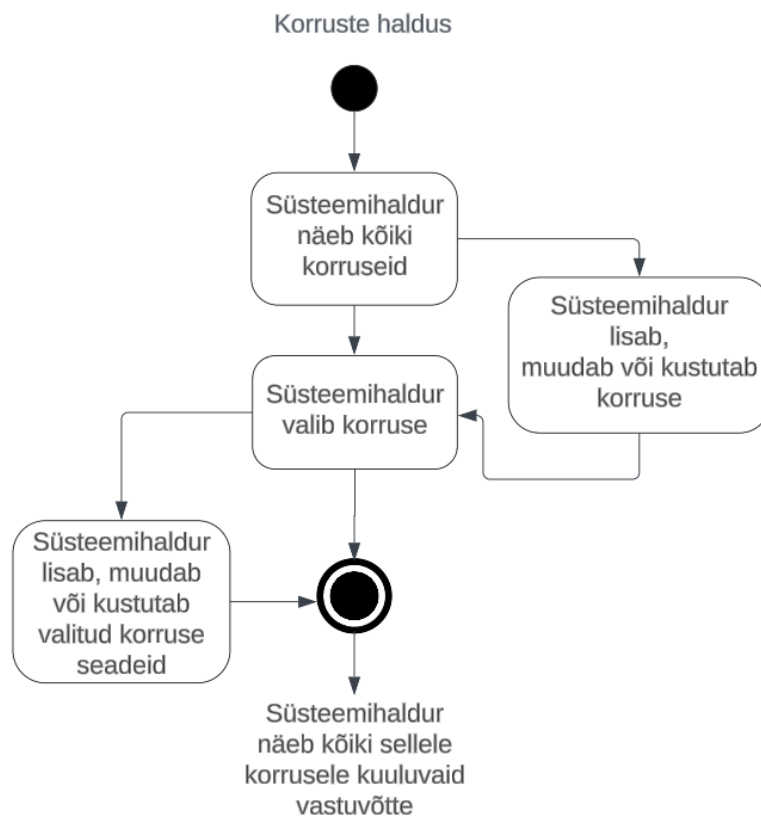 Korruste haldus
Süsteemihaldur
näeb kõiki
korruseid
Süsteemihaldur
lisab,
muudab või kustutab
korruse
Süsteemihaldur
valib korruse
Süsteemihaldur
lisab, muudab
või kustutab
valitud korruse
seadeid
Süsteemihaldur
näeb kõiki sellele
korrusele kuuluvaid
vastuvõtte